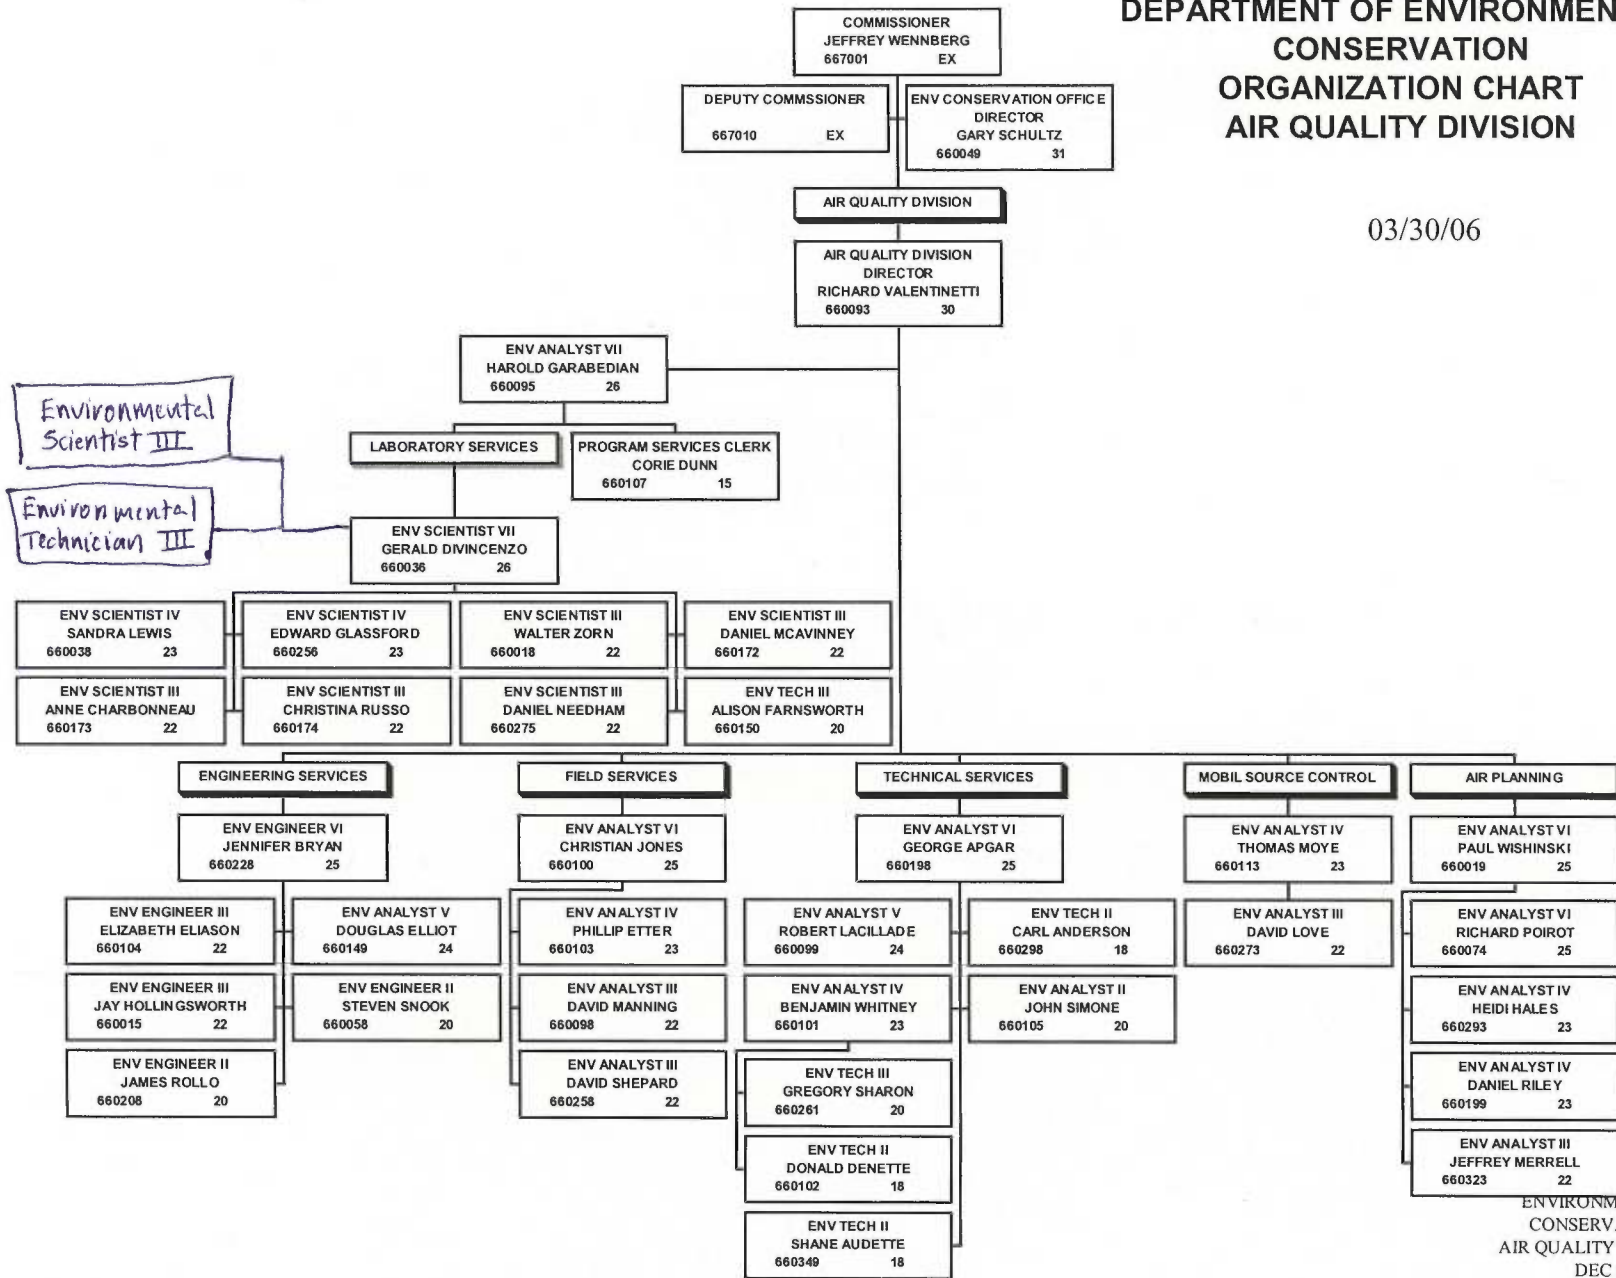 DEPARTMENT OF ENVIRONMEN
CONSERVATION
ORGANIZATION CHART
AIR QUALITY DIVISION
03/30/06
COMMISSIONER
JEFFREY WENNBERG
667001 EX
DEPUTY COMMSSIONER
667010 EX
ENV CONSERVATION OFFICE
DIRECTOR
GARY SCHULTZ
660049 31
AIR QUALITY DIVISION
AIR QUALITY DIVISION
DIRECTOR
RICHARD VALENTINETTI
660093 30
ENV ANALYST VII
HAROLD GARABEDIAN
660095 26
Environmental
Scientist III
LABORATORY SERVICES
PROGRAM SERVICES CLERK
CORIE DUNN
660107 15
Environmental
Technician III
ENV SCIENTIST VII
GERALD DIVINCENZO
660036 26
ENV SCIENTIST IV
SANDRA LEWIS
660038 23
ENV SCIENTIST IV
EDWARD GLASSFORD
660256 23
ENV SCIENTIST III
WALTER ZORN
660018 22
ENV SCIENTIST III
DANIEL MCAVINNEY
660172 22
ENV SCIENTIST III
ANNE CHARBONNEAU
660173 22
ENV SCIENTIST III
CHRISTINA RUSSO
660174 22
ENV SCIENTIST III
DANIEL NEEDHAM
660275 22
ENV TECH III
ALISON FARNSWORTH
660150 20
ENGINEERING SERVICES
FIELD SERVICES
TECHNICAL SERVICES
MOBIL SOURCE CONTROL
AIR PLANNING
ENV ENGINEER VI
JENNIFER BRYAN
660228 25
ENV ANALYST VI
CHRISTIAN JONES
660100 25
ENV ANALYST VI
GEORGE APGAR
660198 25
ENV ANALYST IV
THOMAS MOYE
660113 23
ENV ANALYST VI
PAUL WISHINSKI
660019 25
ENV ENGINEER III
ELIZABETH ELIASON
660104 22
ENV ANALYST V
DOUGLAS ELLIOT
660149 24
ENV ANALYST IV
PHILLIP ETTER
660103 23
ENV ANALYST V
ROBERT LACILLADE
660099 24
ENV TECH II
CARL ANDERSON
660298 18
ENV ANALYST III
DAVID LOVE
660273 22
ENV ANALYST VI
RICHARD POIROT
660074 25
ENV ENGINEER III
JAY HOLLINGSWORTH
660015 22
ENV ENGINEER II
STEVEN SNOOK
660058 20
ENV ANALYST III
DAVID MANNING
660098 22
ENV ANALYST IV
BENJAMIN WHITNEY
660101 23
ENV ANALYST II
JOHN SIMONE
660105 20
ENV ANALYST IV
HEIDI HALES
660293 23
ENV ENGINEER II
JAMES ROLLO
660208 20
ENV ANALYST III
DAVID SHEPARD
660258 22
ENV TECH III
GREGORY SHARON
660261 20
ENV ANALYST IV
DANIEL RILEY
660199 23
ENV TECH II
DONALD DENETTE
660102 18
ENV ANALYST III
JEFFREY MERRELL
660323 22
ENV TECH II
SHANE AUDETTE
660349 18
ENVIRONM
CONSERV
AIR QUALITY
DEC